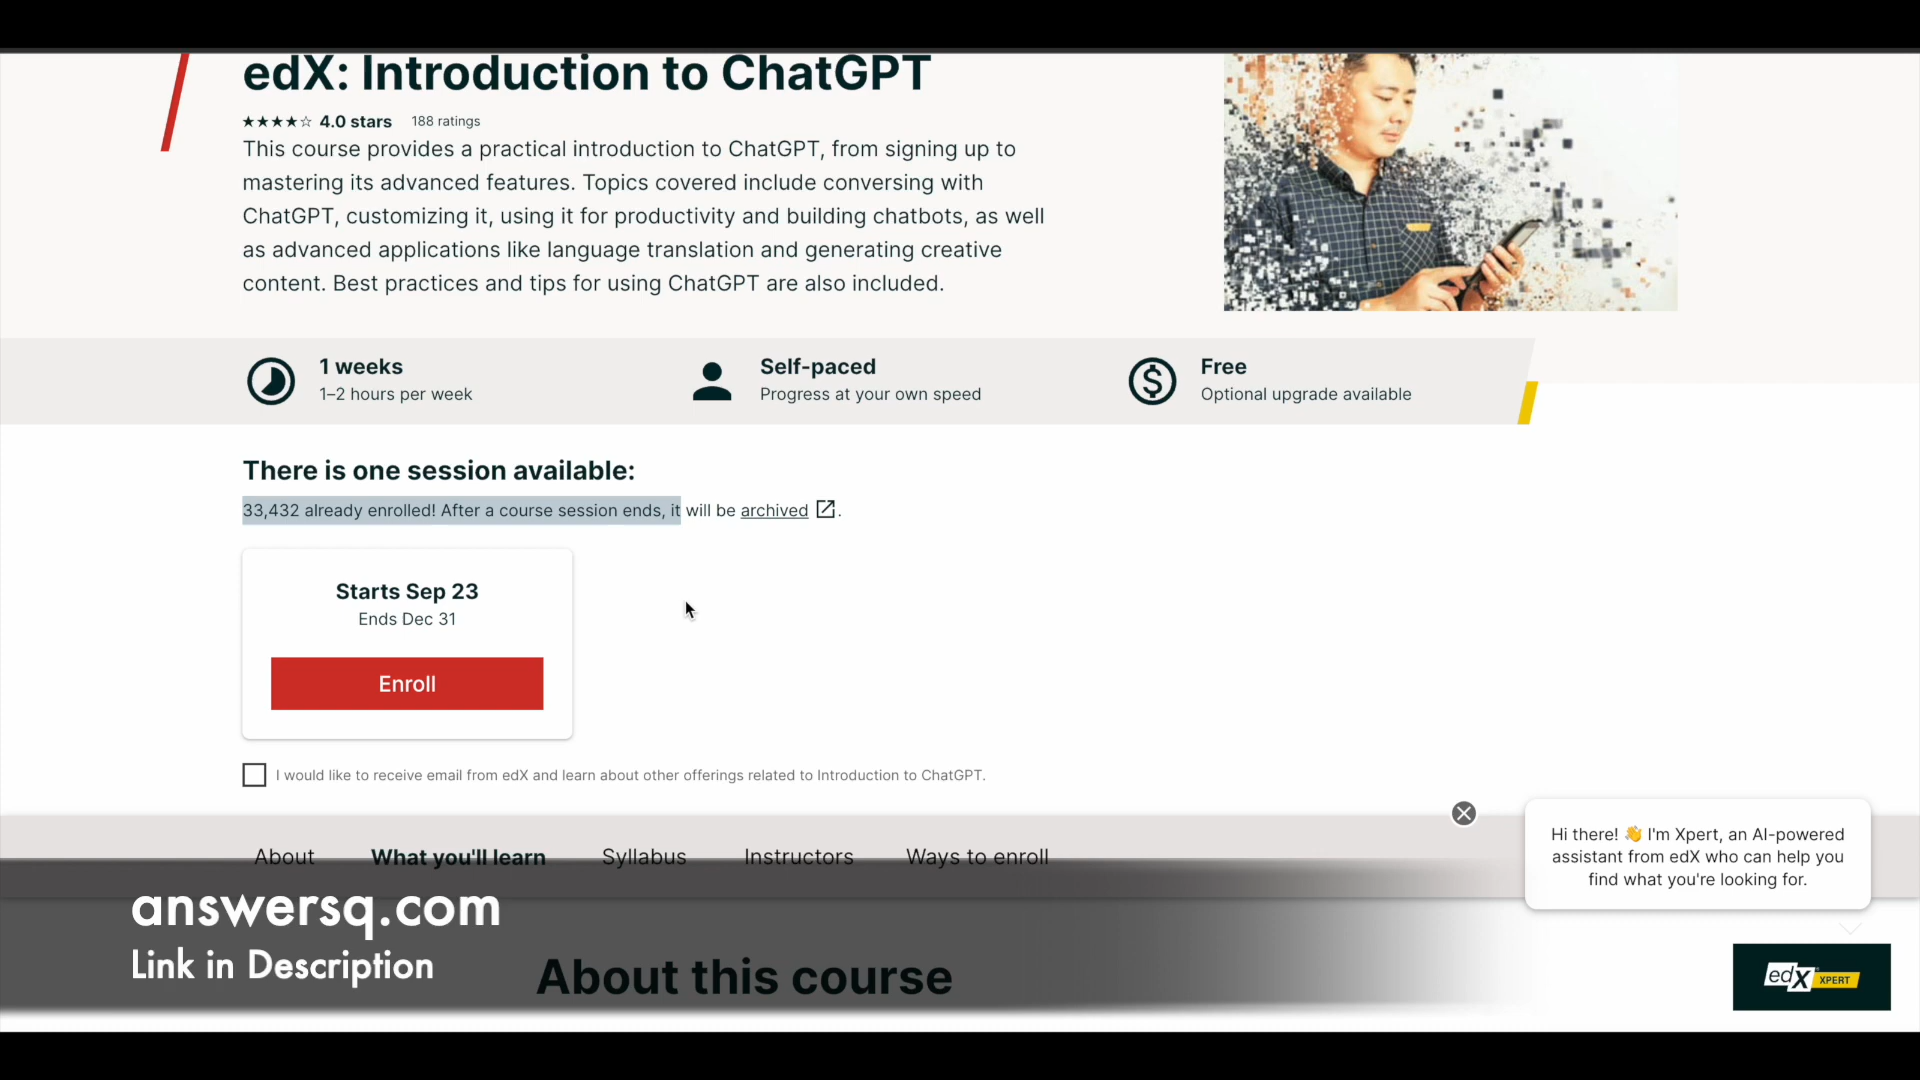 edX: Introduction to ChatGPT
★★★★☆ 4.0 stars 188 ratings
This course provides a practical introduction to ChatGPT, from signing up to
mastering its advanced features. Topics covered include conversing with
ChatGPT, customizing it, using it for productivity and building chatbots, as well
as advanced applications like language translation and generating creative
content. Best practices and tips for using ChatGPT are also included.
1 weeks
1–2 hours per week
Self-paced
Progress at your own speed
Free
Optional upgrade available
There is one session available:
33,432 already enrolled! After a course session ends, it will be archived.
Starts Sep 23
Ends Dec 31
Enroll
I would like to receive email from edX and learn about other offerings related to Introduction to ChatGPT.
About What you'll learn Syllabus Instructors Ways to enroll
Hi there! 👋 I'm Xpert, an AI-powered
assistant from edX who can help you
find what you're looking for.
answersq.com
Link in Description
About this course
edX XPERT